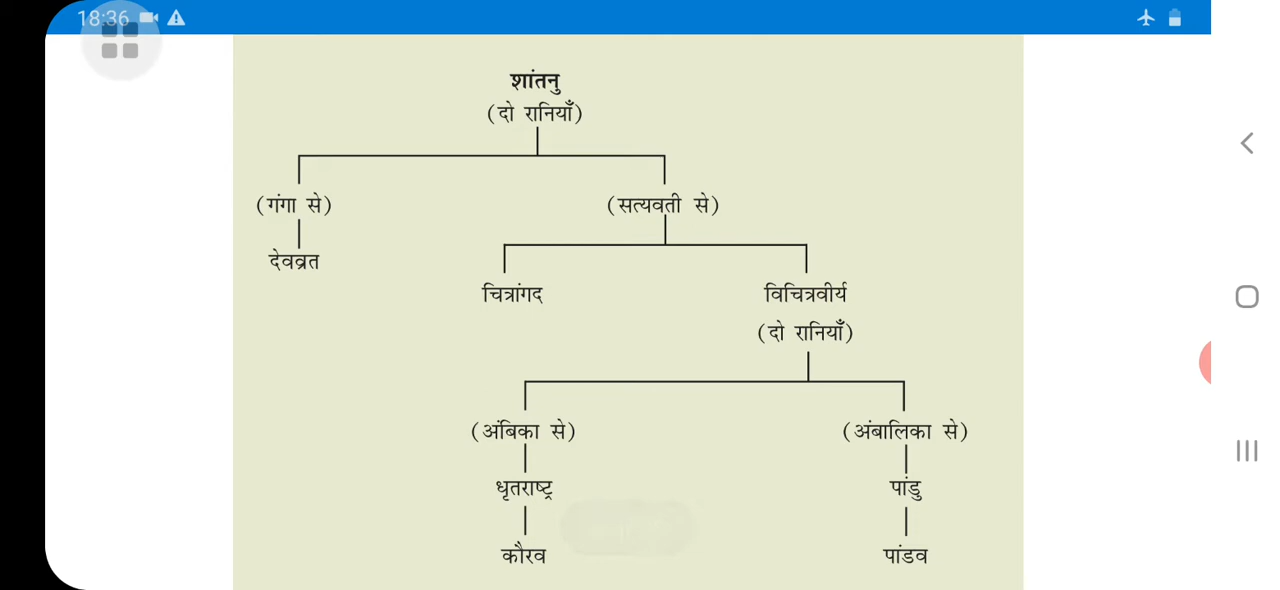 18:36
शांतनु
(दो रानियाँ)
(गंगा से) (सत्यवती से)
देवव्रत
चित्रांगद विचित्रवीर्य
(दो रानियाँ)
(अंबिका से) (अंबालिका से)
धृतराष्ट्र पांडु
कौरव पांडव